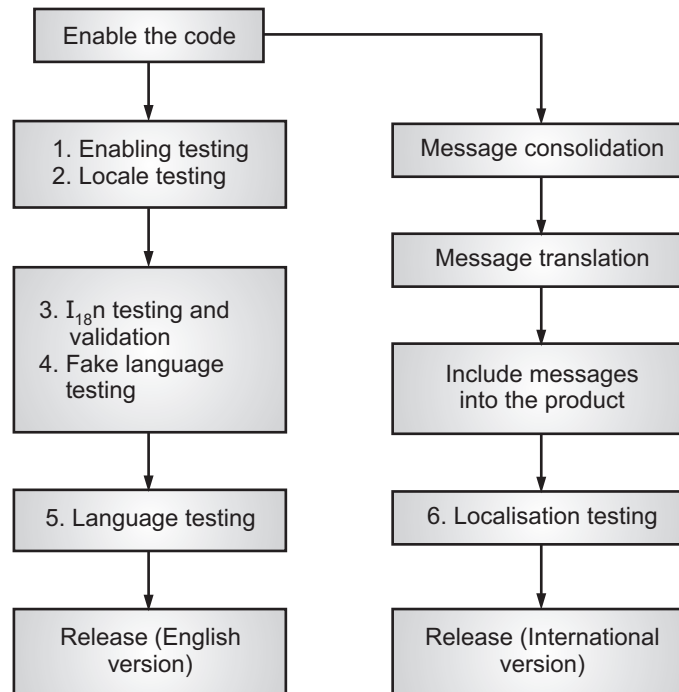 Enable the code
1. Enabling testing
2. Locale testing
3. I₁₈n testing and
validation
4. Fake language
testing
5. Language testing
Release (English
version)
Message consolidation
Message translation
Include messages
into the product
6. Localisation testing
Release (International
version)